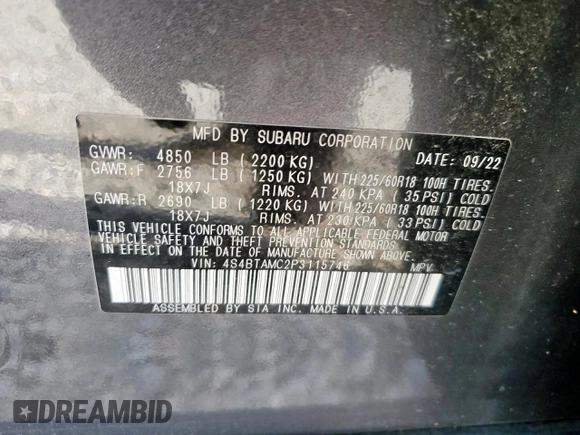 MFD BY SUBARU CORPORATION
GVWR: 4850 LB (2200 KG) DATE: 09/22
GAWR:F 2756 LB (1250 KG) WITH 225/60R18 100H TIRES.
18X7J RIMS. AT 240 KPA (35 PSI) COLD
GAWR:R 2690 LB (1220 KG) WITH 225/60R18 100H TIRES.
18X7J RIMS. AT 230 KPA (33 PSI) COLD
THIS VEHICLE CONFORMS TO ALL APPLICABLE FEDERAL MOTOR
VEHICLE SAFETY AND THEFT PREVENTION STANDARDS
IN EFFECT ON THE DATE OF MANUFACTURE SHOWN ABOVE.
VIN: 4S4BTAMC2P3115746 MPV
ASSEMBLED BY SIA INC. MADE IN U.S.A.
DREAMBID